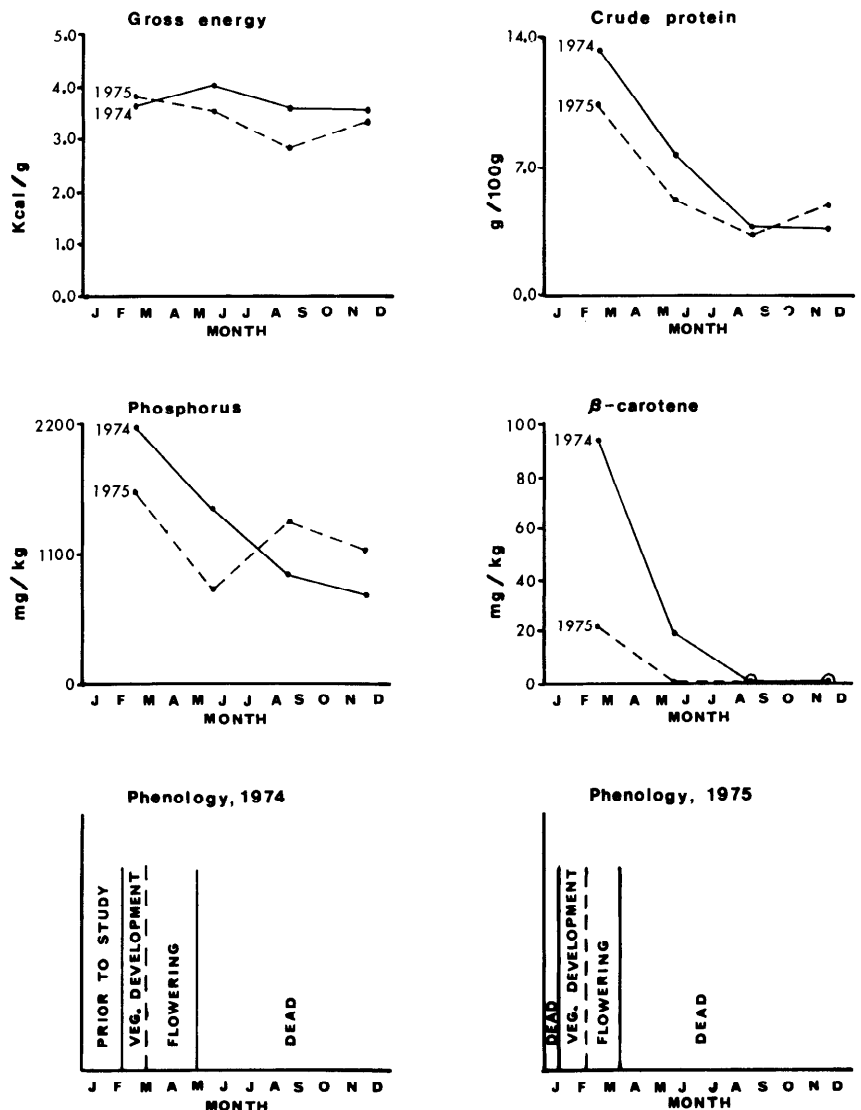 Gross energy
5.0
4.0
3.0
2.0
1.0
0.0
Kcal/g
1975
1974
J F M A M J J A S O N D
MONTH
Crude protein
14.0
7.0
0.0
g/100g
1974
1975
J F M A M J J A S O N D
MONTH
Phosphorus
2200
1100
0
mg/kg
1974
1975
J F M A M J J A S O N D
MONTH
β-carotene
100
80
60
40
20
0
mg/kg
1974
1975
J F M A M J J A S O N D
MONTH
Phenology, 1974
PRIOR TO STUDY
VEG. DEVELOPMENT
FLOWERING
DEAD
J F M A M J J A S O N D
MONTH
Phenology, 1975
DEAD
VEG. DEVELOPMENT
FLOWERING
DEAD
J F M A M J J A S O N D
MONTH